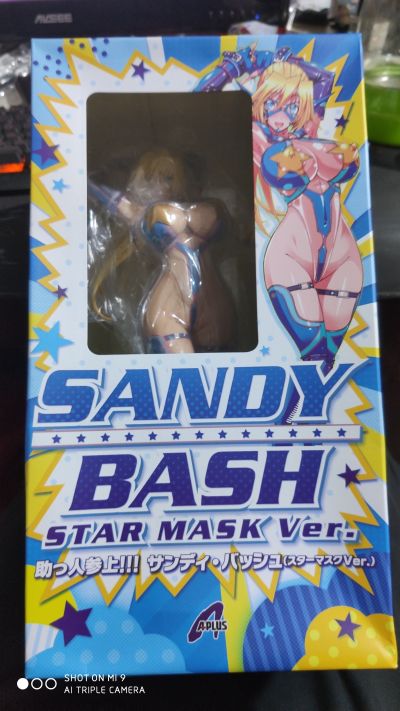 AVSEE
SANDY
BASH
STAR MASK Ver.
助っ人参上!!! サンディ・バッシュ(スターマスクVer.)
A-PLUS
SHOT ON MI 9
AI TRIPLE CAMERA